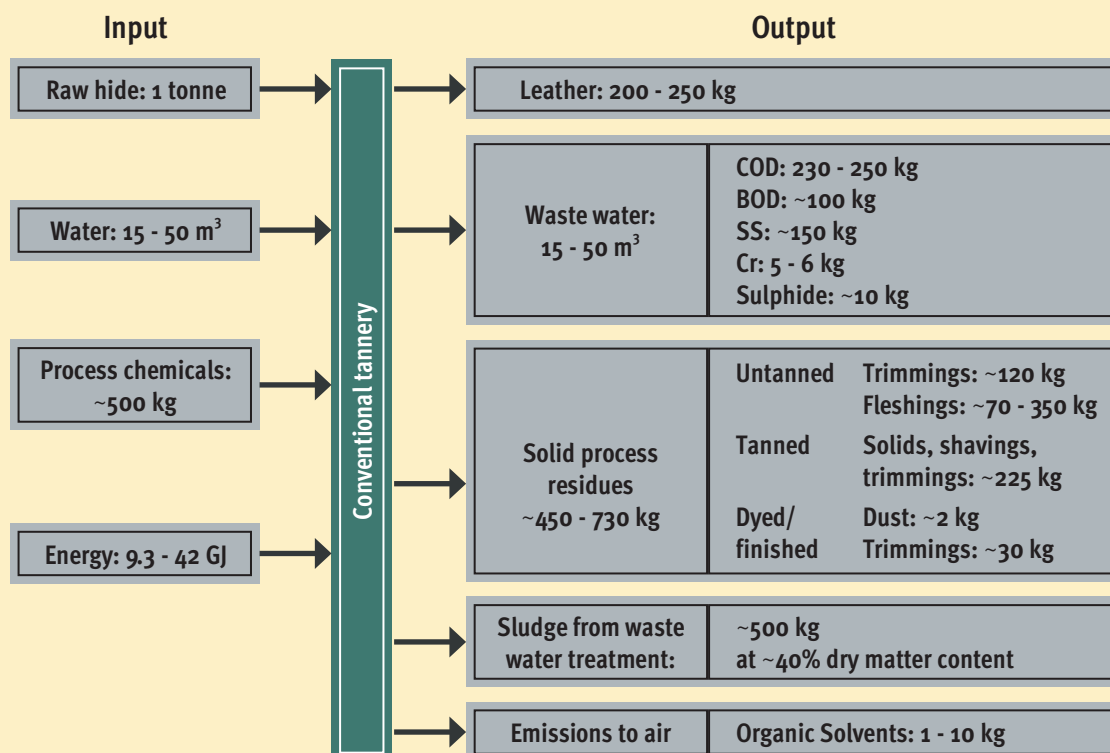 Input
Output
Raw hide: 1 tonne
Water: 15 - 50 m³
Process chemicals:
~500 kg
Energy: 9.3 - 42 GJ
Conventional tannery
Leather: 200 - 250 kg
Waste water:
15 - 50 m³
COD: 230 - 250 kg
BOD: ~100 kg
SS: ~150 kg
Cr: 5 - 6 kg
Sulphide: ~10 kg
Solid process
residues
~450 - 730 kg
Untanned Trimmings: ~120 kg
Fleshings: ~70 - 350 kg
Tanned Solids, shavings,
trimmings: ~225 kg
Dyed/ Dust: ~2 kg
finished Trimmings: ~30 kg
Sludge from waste
water treatment:
~500 kg
at ~40% dry matter content
Emissions to air
Organic Solvents: 1 - 10 kg